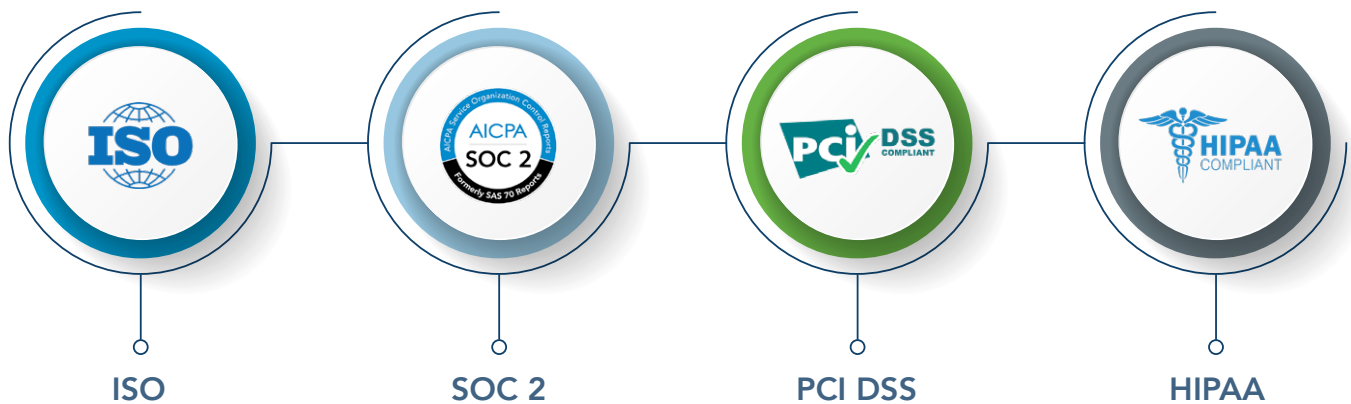 ISO
AICPA Service Organization Control Reports
AICPA
SOC 2
Formerly SAS 70 Reports
PCi
DSS
COMPLIANT
HIPAA
COMPLIANT
ISO
SOC 2
PCI DSS
HIPAA